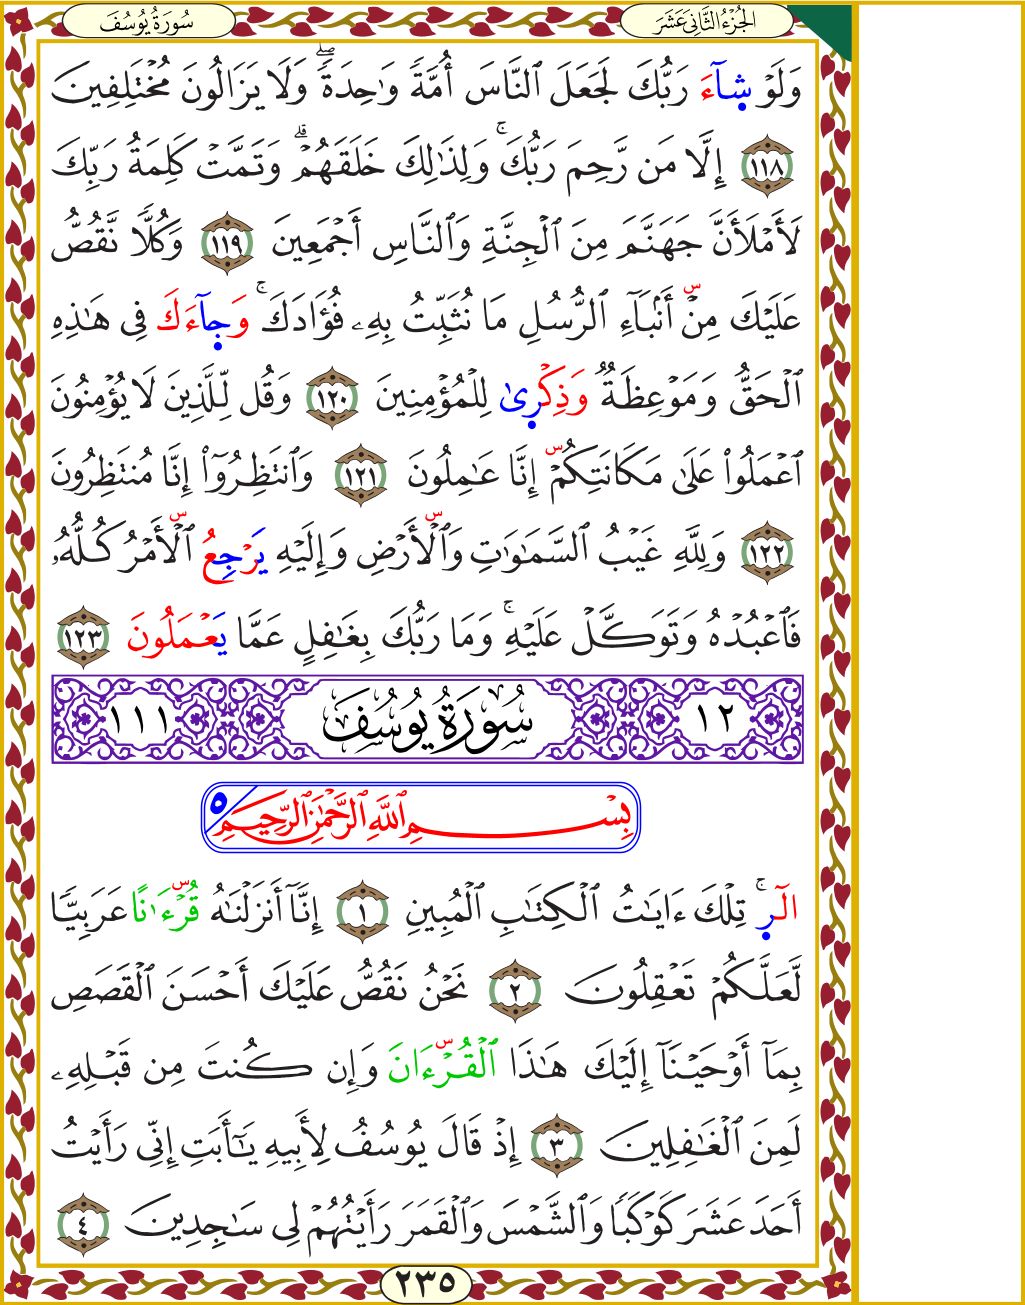 الجُزْءُ الثَّانِىَ عَشَرَ
سُورَةُ يُوسُفَ
وَلَوْ شَآءَ رَبُّكَ لَجَعَلَ ٱلنَّاسَ أُمَّةً وَٰحِدَةً ۖ وَلَا يَزَالُونَ مُخْتَلِفِينَ
١١٨ إِلَّا مَن رَّحِمَ رَبُّكَ ۚ وَلِذَٰلِكَ خَلَقَهُمْ ۗ وَتَمَّتْ كَلِمَةُ رَبِّكَ
لَأَمْلَأَنَّ جَهَنَّمَ مِنَ ٱلْجِنَّةِ وَٱلنَّاسِ أَجْمَعِينَ ١١٩ وَكُلًّا نَّقُصُّ
عَلَيْكَ مِنْ أَنۢبَآءِ ٱلرُّسُلِ مَا نُثَبِّتُ بِهِۦ فُؤَادَكَ ۚ وَجَآءَكَ فِى هَٰذِهِ
ٱلْحَقُّ وَمَوْعِظَةٌ وَذِكْرَىٰ لِلْمُؤْمِنِينَ ١٢٠ وَقُل لِّلَّذِينَ لَا يُؤْمِنُونَ
ٱعْمَلُوا۟ عَلَىٰ مَكَانَتِكُمْ إِنَّا عَٰمِلُونَ ١٢١ وَٱنتَظِرُوٓا۟ إِنَّا مُنتَظِرُونَ
١٢٢ وَلِلَّهِ غَيْبُ ٱلسَّمَٰوَٰتِ وَٱلْأَرْضِ وَإِلَيْهِ يَرْجِعُ ٱلْأَمْرُ كُلُّهُۥ
فَٱعْبُدْهُ وَتَوَكَّلْ عَلَيْهِ ۚ وَمَا رَبُّكَ بِغَٰفِلٍ عَمَّا يَعْمَلُونَ ١٢٣
١٢ سُورَةُ يُوسُفَ ١١١
بِسْمِ ٱللَّهِ ٱلرَّحْمَٰنِ ٱلرَّحِيمِ ٥
الٓر ۚ تِلْكَ ءَايَٰتُ ٱلْكِتَٰبِ ٱلْمُبِينِ ١ إِنَّآ أَنزَلْنَٰهُ قُرْءَٰنًا عَرَبِيًّا
لَّعَلَّكُمْ تَعْقِلُونَ ٢ نَحْنُ نَقُصُّ عَلَيْكَ أَحْسَنَ ٱلْقَصَصِ
بِمَآ أَوْحَيْنَآ إِلَيْكَ هَٰذَا ٱلْقُرْءَانَ وَإِن كُنتَ مِن قَبْلِهِۦ
لَمِنَ ٱلْغَٰفِلِينَ ٣ إِذْ قَالَ يُوسُفُ لِأَبِيهِ يَٰٓأَبَتِ إِنِّى رَأَيْتُ
أَحَدَ عَشَرَ كَوْكَبًا وَٱلشَّمْسَ وَٱلْقَمَرَ رَأَيْتُهُمْ لِى سَٰجِدِينَ ٤
٢٣٥